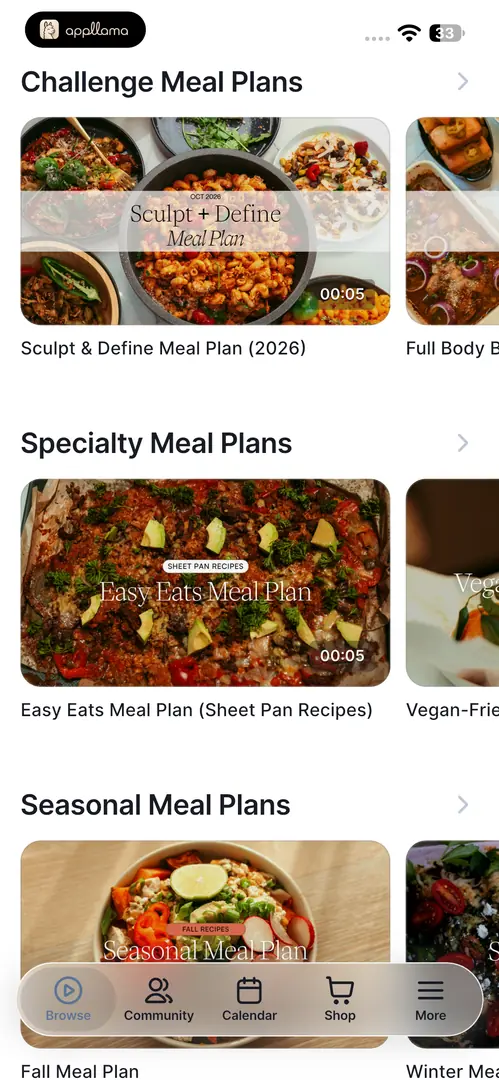 appllama
33
Challenge Meal Plans
OCT 2026
Sculpt + Define
Meal Plan
00:05
Sculpt & Define Meal Plan (2026)
Full Body B
Specialty Meal Plans
SHEET PAN RECIPES
Easy Eats Meal Plan
Vega
00:05
Easy Eats Meal Plan (Sheet Pan Recipes)
Vegan-Frie
Seasonal Meal Plans
FALL RECIPES
Seasonal Meal Plan
S
Browse
Community
Calendar
Shop
More
Fall Meal Plan
Winter Mea